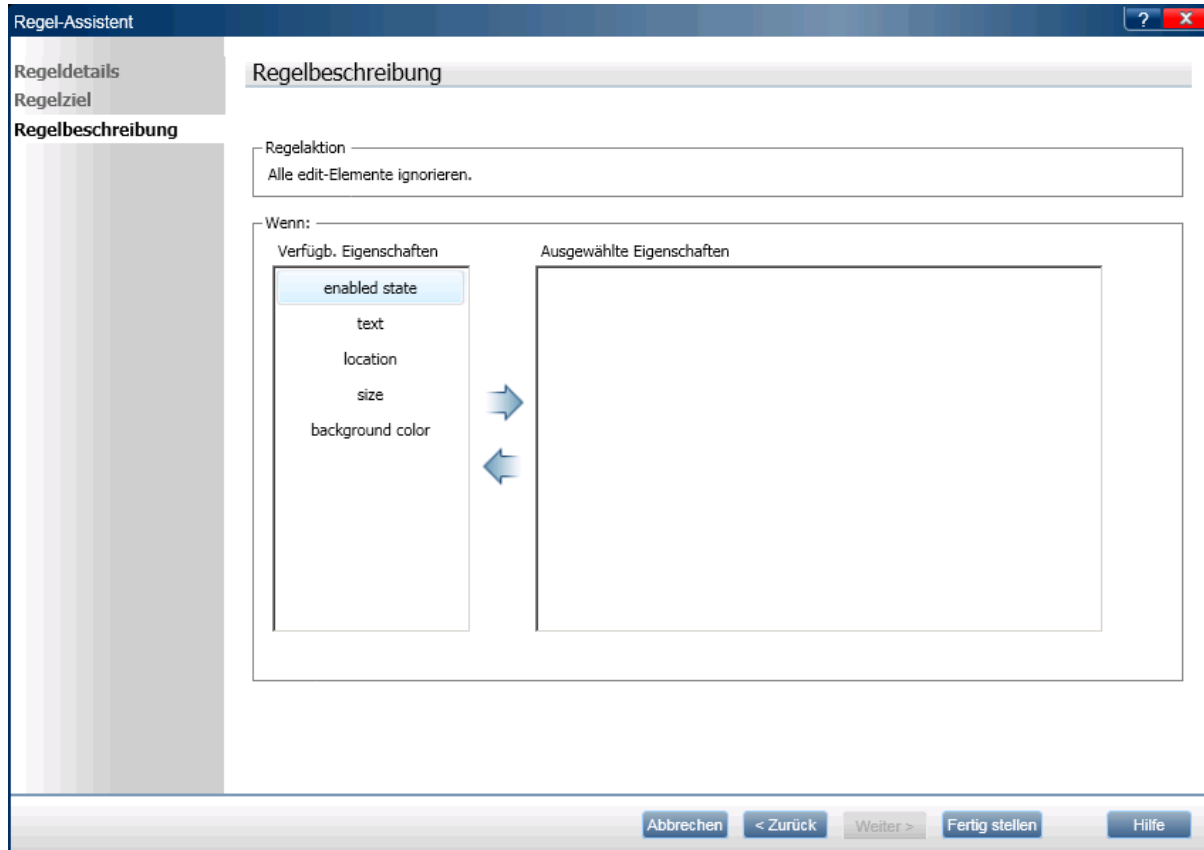 Regel-Assistent
?
X
Regeldetails
Regelziel
Regelbeschreibung
Regelbeschreibung
Regelaktion
Alle edit-Elemente ignorieren.
Wenn:
Verfügb. Eigenschaften
Ausgewählte Eigenschaften
enabled state
text
location
size
background color
Abbrechen
< Zurück
Weiter >
Fertig stellen
Hilfe